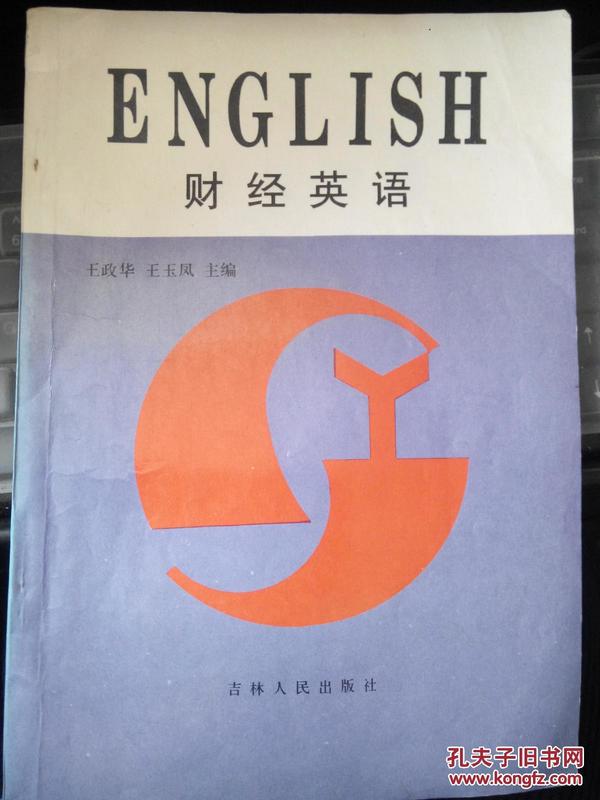 ENGLISH
财经英语
王政华 王玉凤 主编
吉林人民出版社
孔夫子旧书网
www.kongfz.com